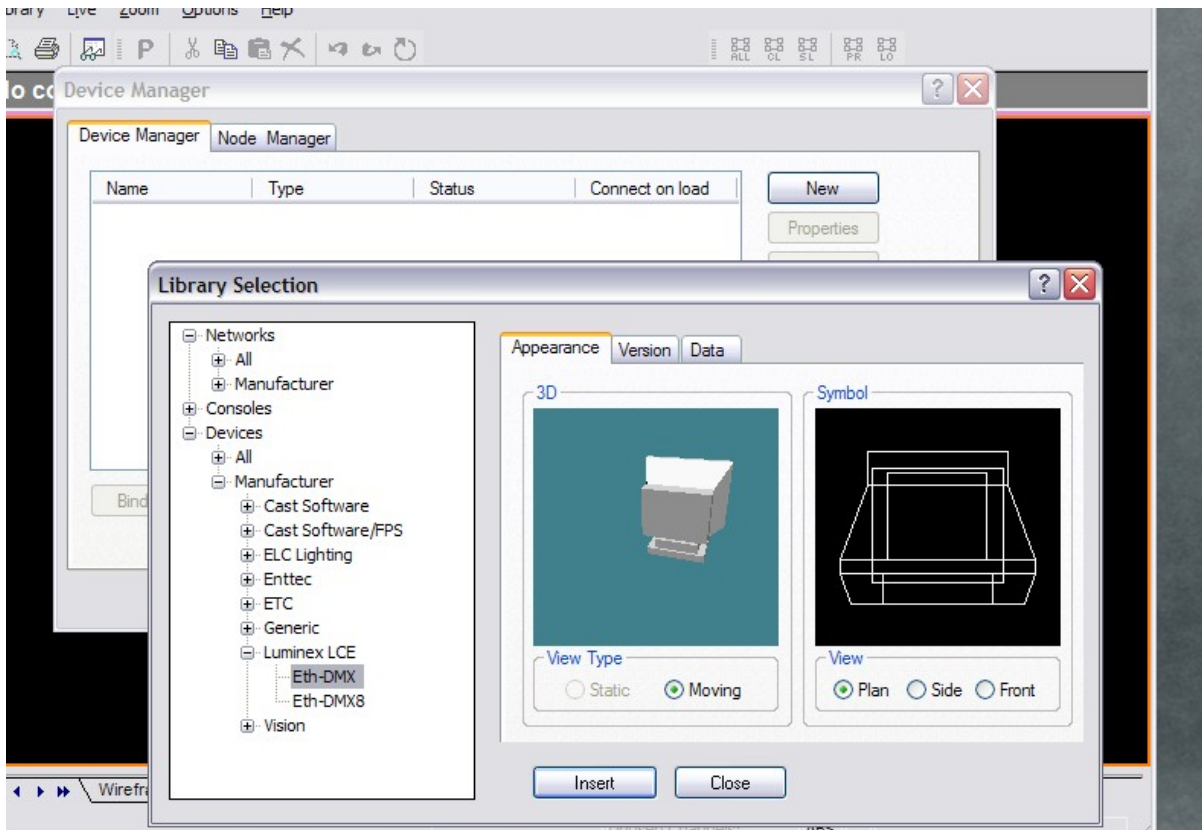 Live Zoom Options Help
P
ALL CL SL PR LO
Device Manager
Device Manager Node Manager
Name Type Status Connect on load New
Properties
Library Selection
Networks
All
Manufacturer
Consoles
Devices
All
Manufacturer
Cast Software
Cast Software/FPS
ELC Lighting
Enttec
ETC
Generic
Luminex LCE
Eth-DMX
Eth-DMX8
Vision
Appearance Version Data
3D Symbol
View Type View
Static Moving Plan Side Front
Insert Close
Bind
Wirefr